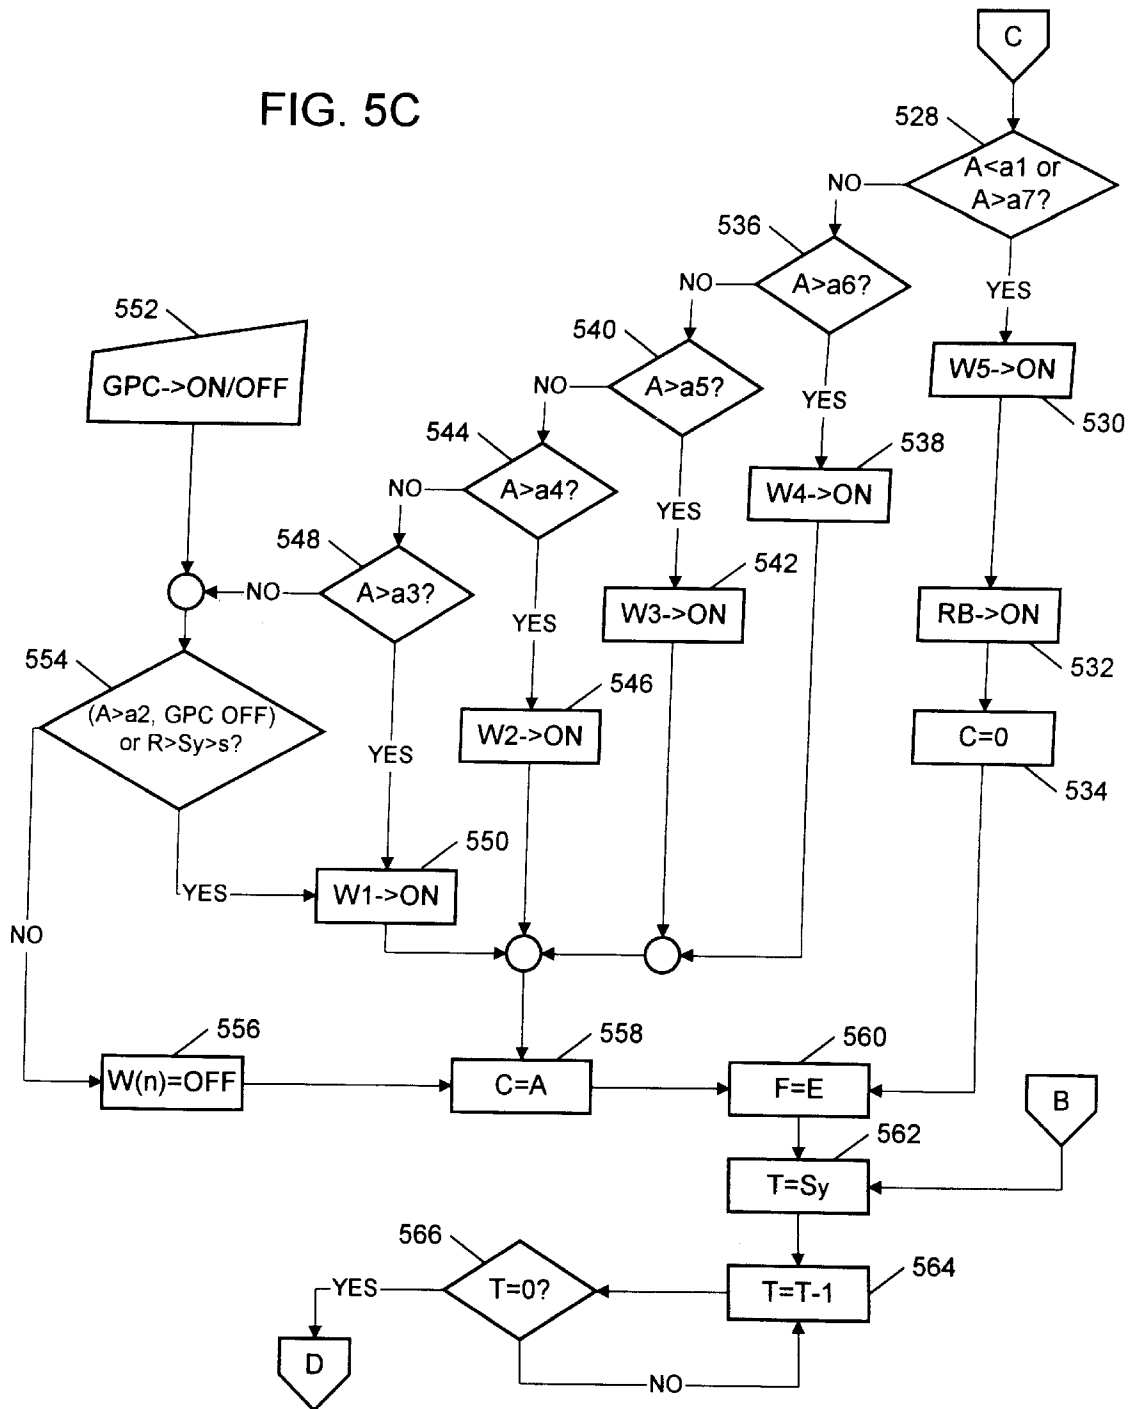 C
FIG. 5C
528
A<a1 or
A>a7?
NO
536
YES
A>a6?
NO
552
540
GPC->ON/OFF
A>a5?
NO
YES
W5->ON
530
544
A>a4?
NO
YES
538
W4->ON
548
A>a3?
NO
YES
542
W3->ON
RB->ON
532
554
(A>a2, GPC OFF)
or R>Sy>s?
YES
546
W2->ON
C=0
534
YES
550
W1->ON
YES
NO
556
W(n)=OFF
558
C=A
560
F=E
B
562
T=Sy
566
T=0?
YES
564
T=T-1
D
NO